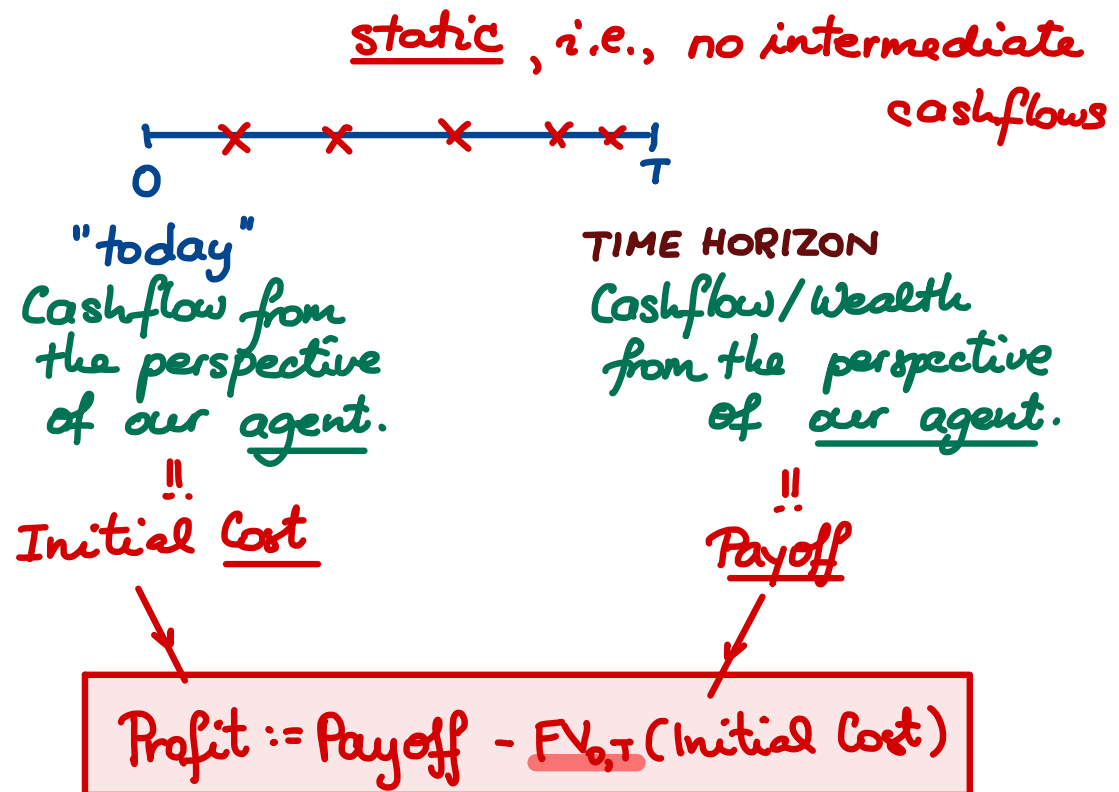 static, i.e., no intermediate
cashflows
0 T
"today"
TIME HORIZON
Cashflow from
the perspective
of our agent.
Cashflow/Wealth
from the perspective
of our agent.
Initial Cost
Payoff
Profit := Payoff - FV₀,T (Initial Cost)